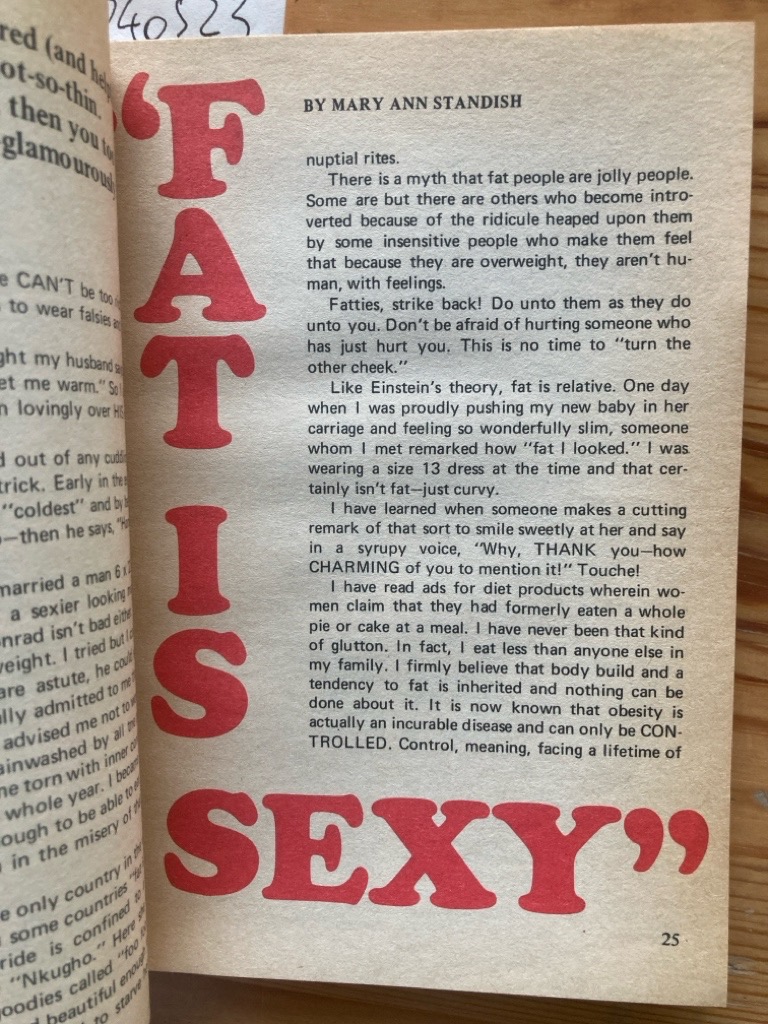 40523
red (and
ot-so-thin.
then you
glamourously
e CAN'T be too
to wear falsies
ght my husband
et me warm." So
n lovingly over
d out of any
trick. Early in the
"coldest" and by
—then he says,
married a man 6
a sexier looking
nrad isn't bad either
veight. I tried but
are astute, he could
lly admitted to me
advised me not to
ainwashed by all
ne torn with inner
whole year. I
ough to be able to
in the misery of
e only country in the
some countries
ride is confined to
"Nkugho." Here
oodies called
beautiful enough
to starve
"FAT IS SEXY"
BY MARY ANN STANDISH
nuptial rites.
There is a myth that fat people are jolly people.
Some are but there are others who become intro-
verted because of the ridicule heaped upon them
by some insensitive people who make them feel
that because they are overweight, they aren't hu-
man, with feelings.
Fatties, strike back! Do unto them as they do
unto you. Don't be afraid of hurting someone who
has just hurt you. This is no time to "turn the
other cheek."
Like Einstein's theory, fat is relative. One day
when I was proudly pushing my new baby in her
carriage and feeling so wonderfully slim, someone
whom I met remarked how "fat I looked." I was
wearing a size 13 dress at the time and that cer-
tainly isn't fat—just curvy.
I have learned when someone makes a cutting
remark of that sort to smile sweetly at her and say
in a syrupy voice, "Why, THANK you—how
CHARMING of you to mention it!" Touche!
I have read ads for diet products wherein wo-
men claim that they had formerly eaten a whole
pie or cake at a meal. I have never been that kind
of glutton. In fact, I eat less than anyone else in
my family. I firmly believe that body build and a
tendency to fat is inherited and nothing can be
done about it. It is now known that obesity is
actually an incurable disease and can only be CON-
TROLLED. Control, meaning, facing a lifetime of
25